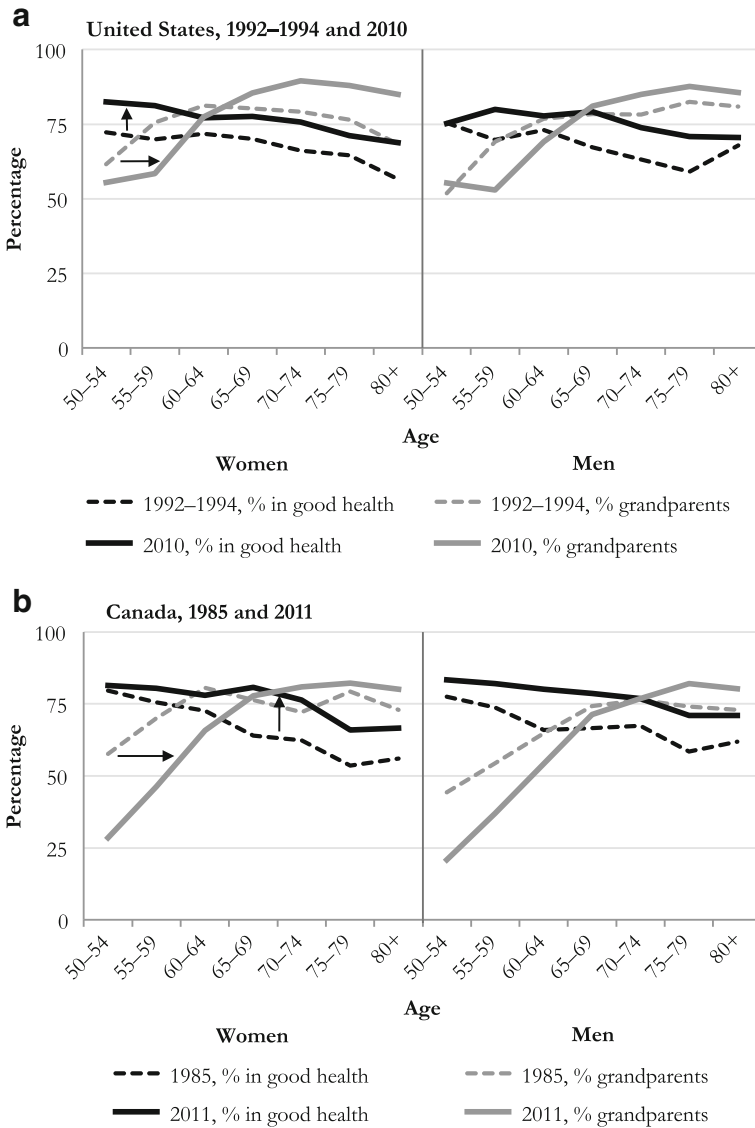 a
United States, 1992–1994 and 2010
100
75
50
25
0
Percentage
50–54
55–59
60–64
65–69
70–74
75–79
80+
50–54
55–59
60–64
65–69
70–74
75–79
80+
Age
Women
Men
1992–1994, % in good health
1992–1994, % grandparents
2010, % in good health
2010, % grandparents
b
Canada, 1985 and 2011
100
75
50
25
0
Percentage
50–54
55–59
60–64
65–69
70–74
75–79
80+
50–54
55–59
60–64
65–69
70–74
75–79
80+
Age
Women
Men
1985, % in good health
1985, % grandparents
2011, % in good health
2011, % grandparents